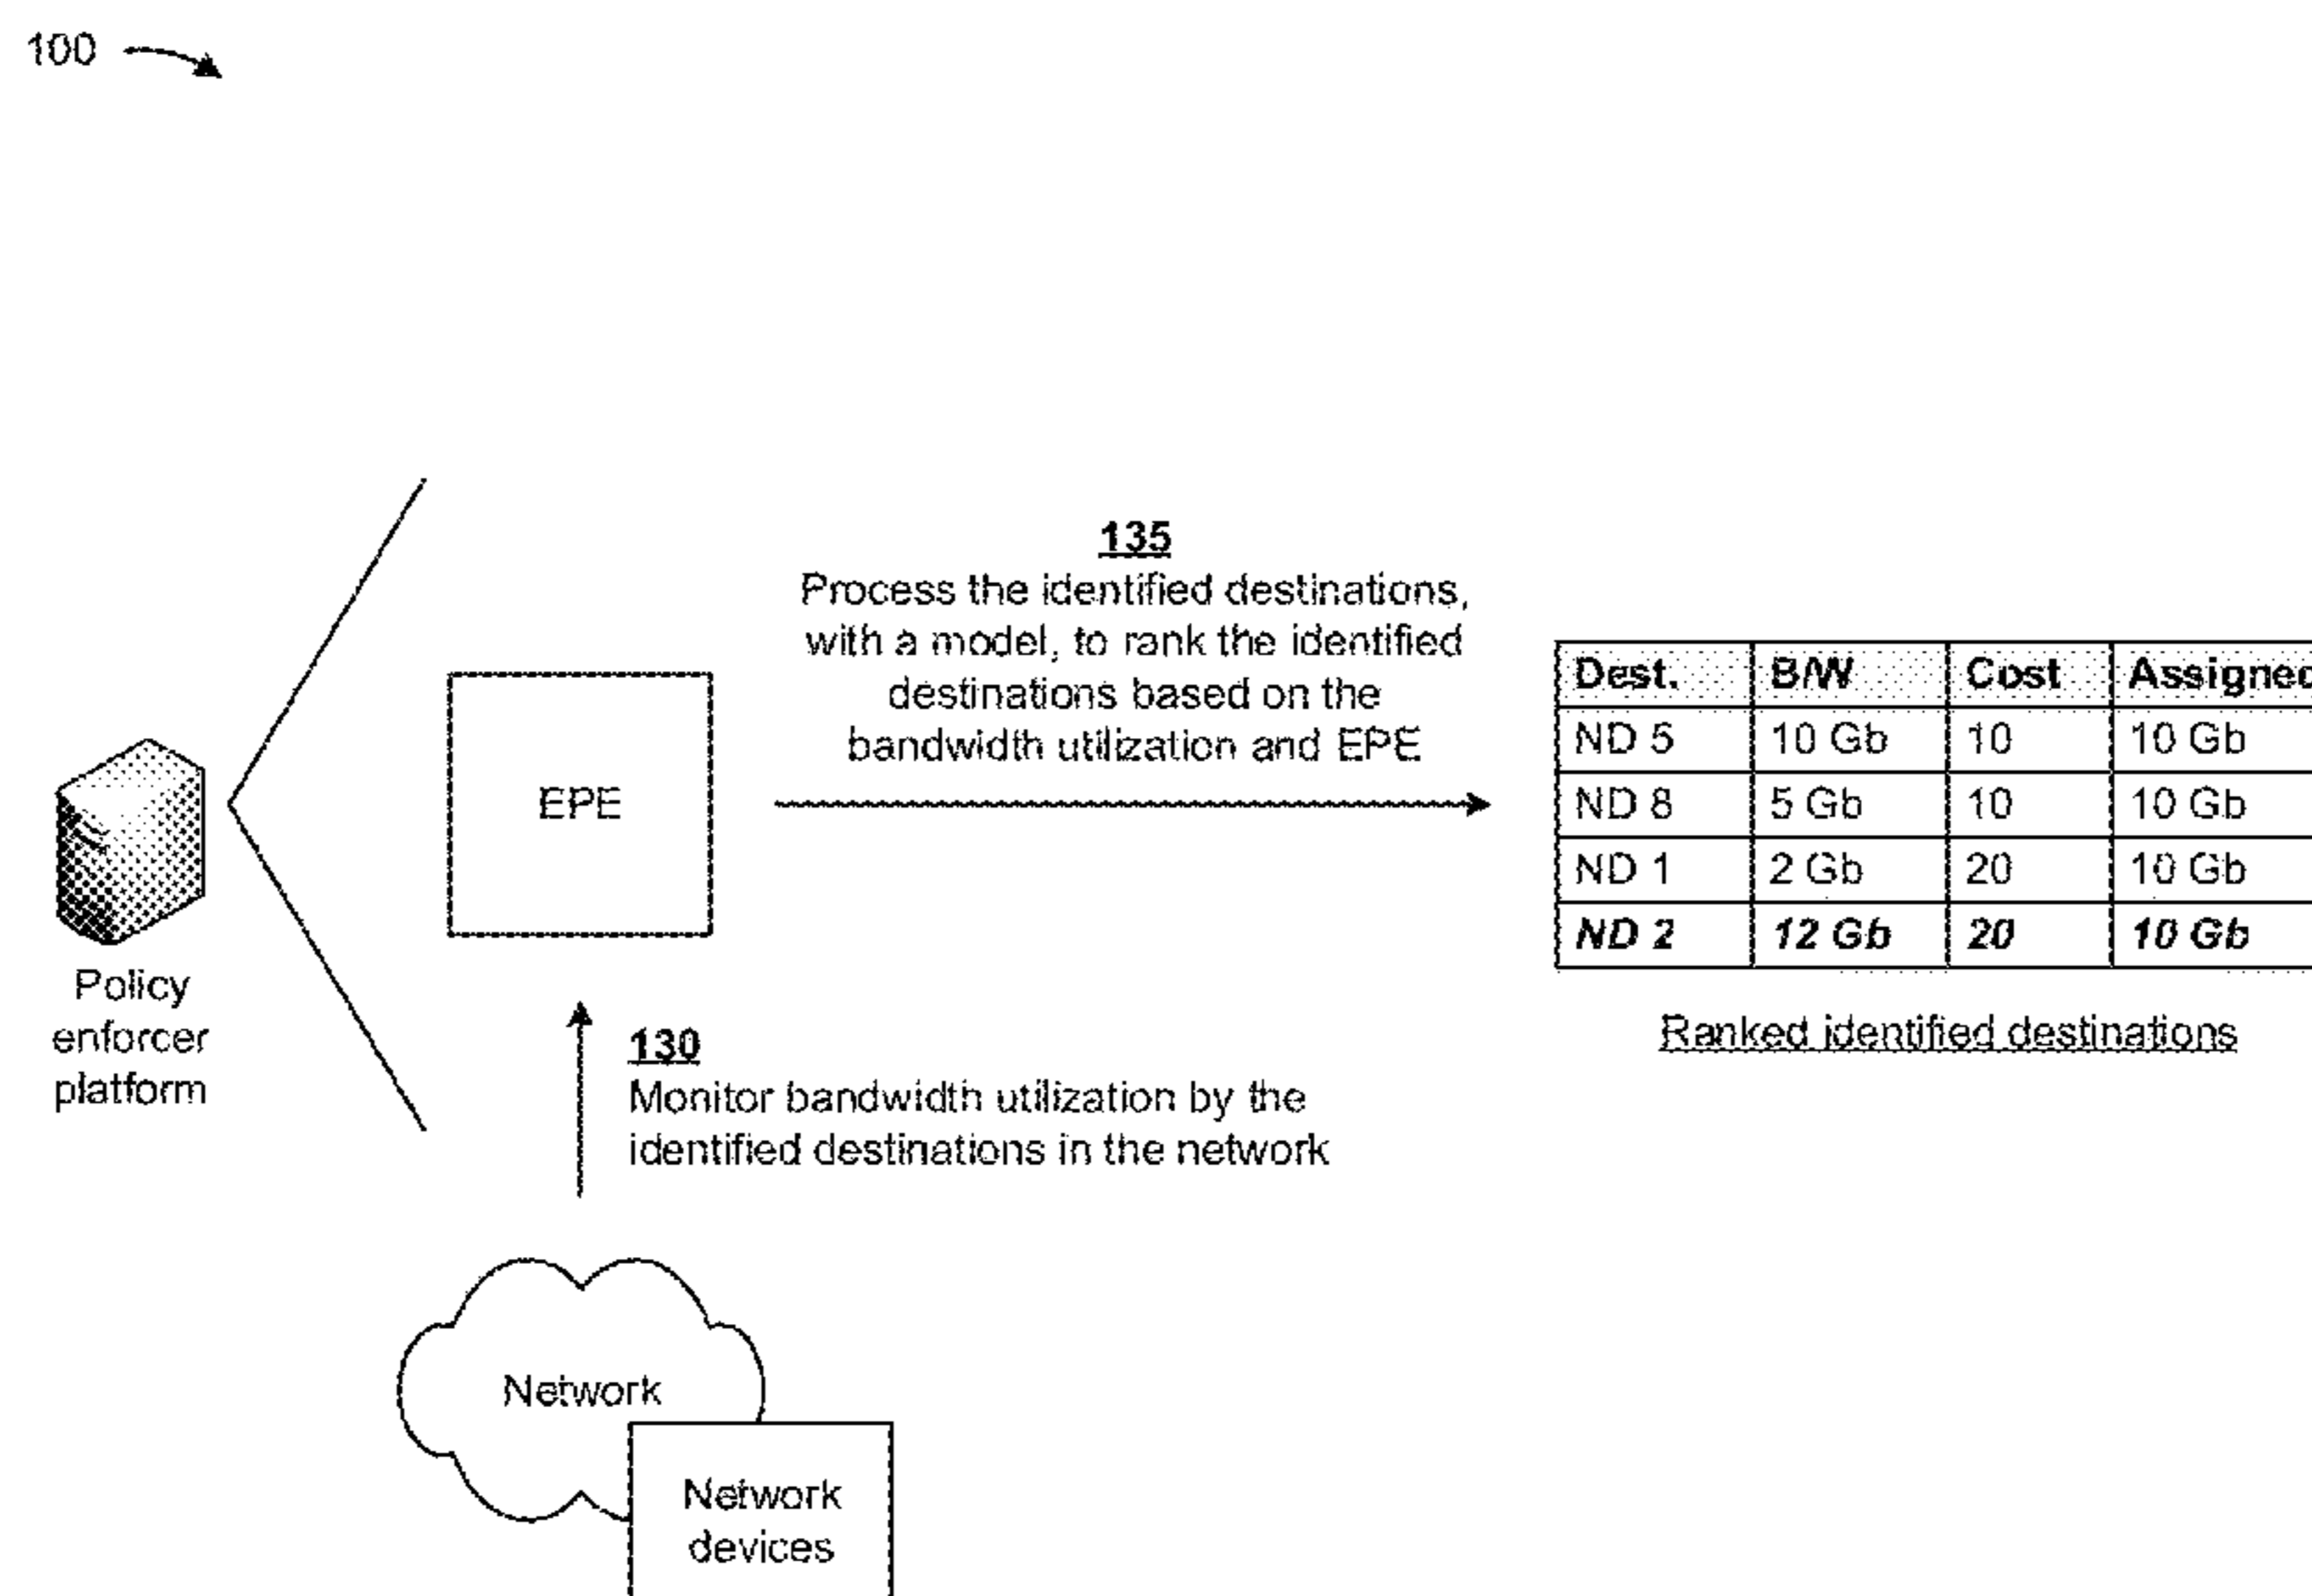 100
135
Process the identified destinations,
with a model, to rank the identified
destinations based on the
bandwidth utilization and EPE
EPE
Dest. B/W Cost Assigned
ND 5 10 Gb 10 10 Gb
ND 8 5 Gb 10 10 Gb
ND 1 2 Gb 20 10 Gb
ND 2 12 Gb 20 10 Gb
Ranked identified destinations
Policy
enforcer
platform
130
Monitor bandwidth utilization by the
identified destinations in the network
Network
Network
devices